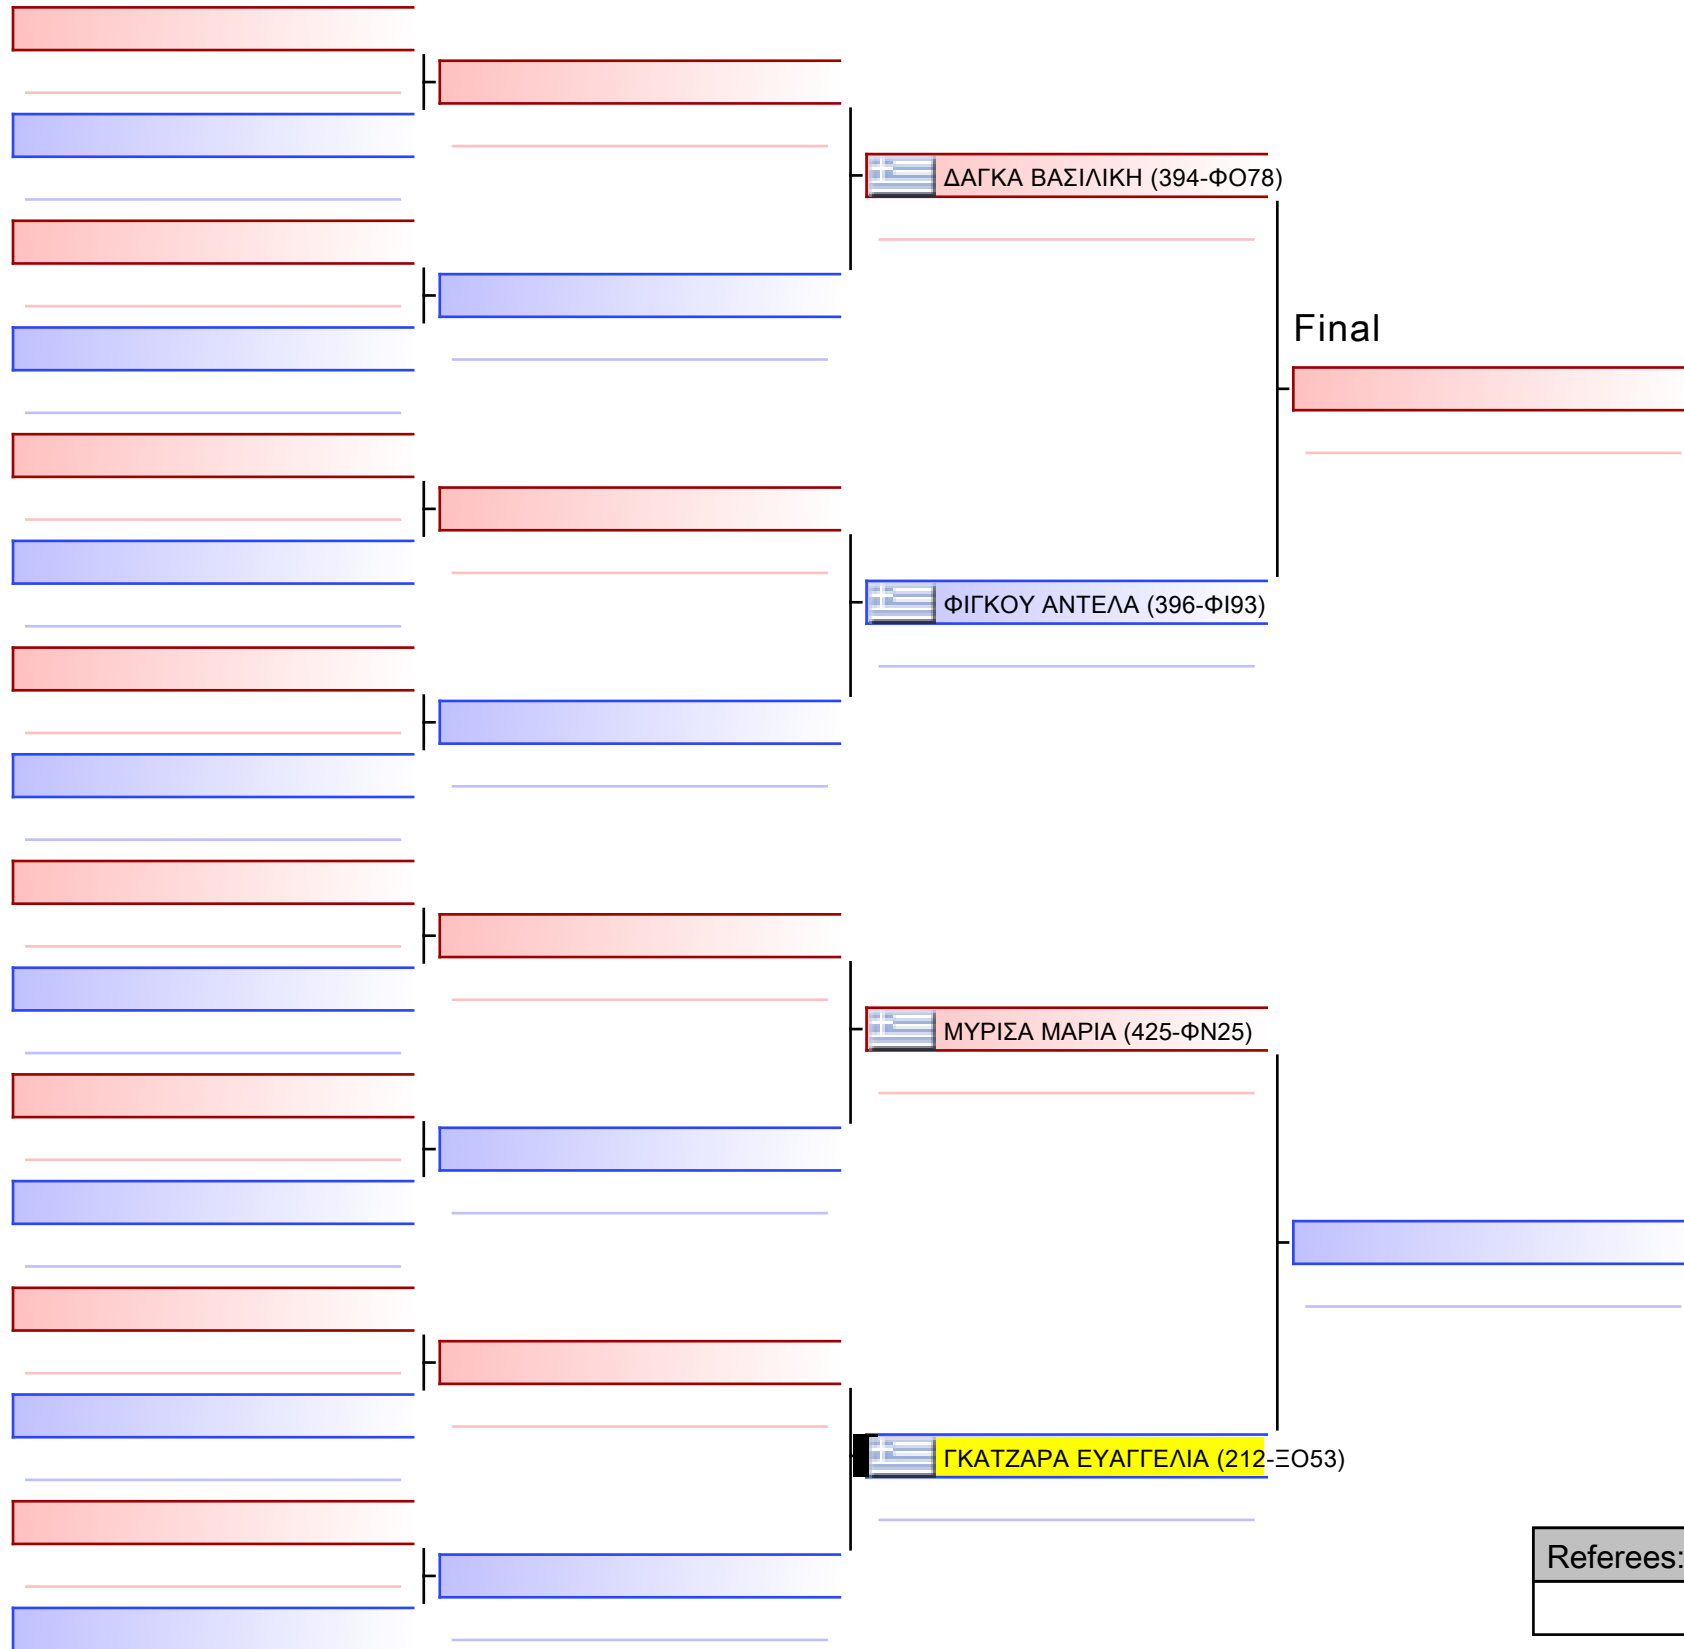 ΔΑΓΚΑ ΒΑΣΙΛΙΚΗ (394-ΦΟ78)
Final
ΦΙΓΚΟΥ ΑΝΤΕΛΑ (396-ΦΙ93)
ΜΥΡΙΣΑ ΜΑΡΙΑ (425-ΦΝ25)
ΓΚΑΤΖΑΡΑ ΕΥΑΓΓΕΛΙΑ (212-ΞΟ53)
Referees: